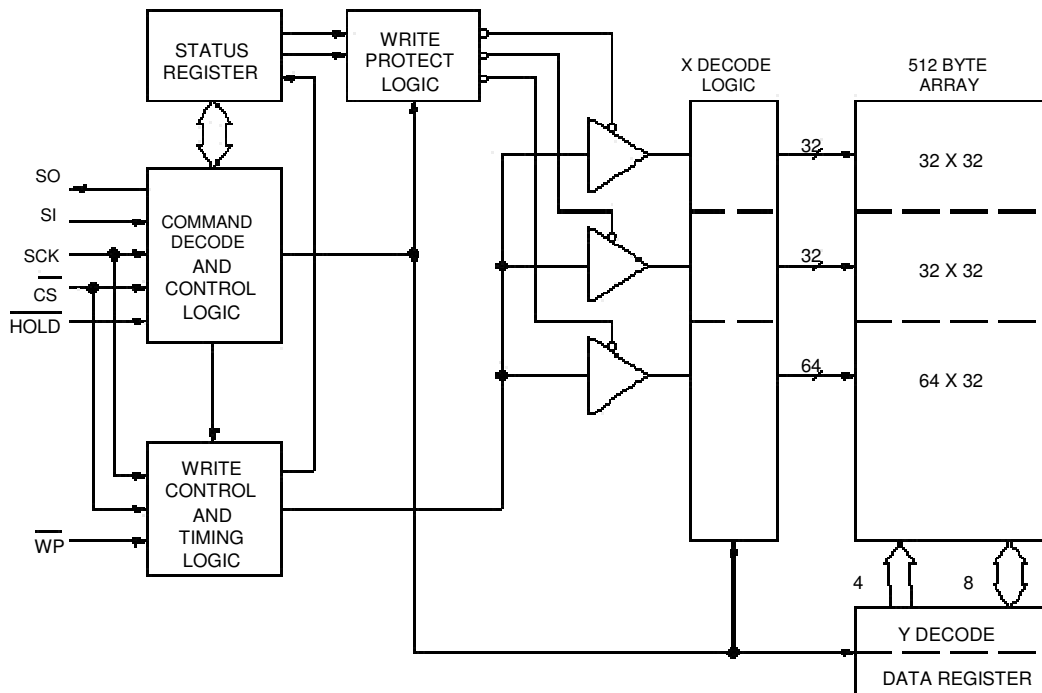 STATUS
REGISTER
WRITE
PROTECT
LOGIC
X DECODE
LOGIC
512 BYTE
ARRAY
SO
SI
SCK
CS
HOLD
COMMAND
DECODE
AND
CONTROL
LOGIC
32
32 X 32
32
32 X 32
64
64 X 32
WRITE
CONTROL
AND
TIMING
LOGIC
WP
4
8
Y DECODE
DATA REGISTER